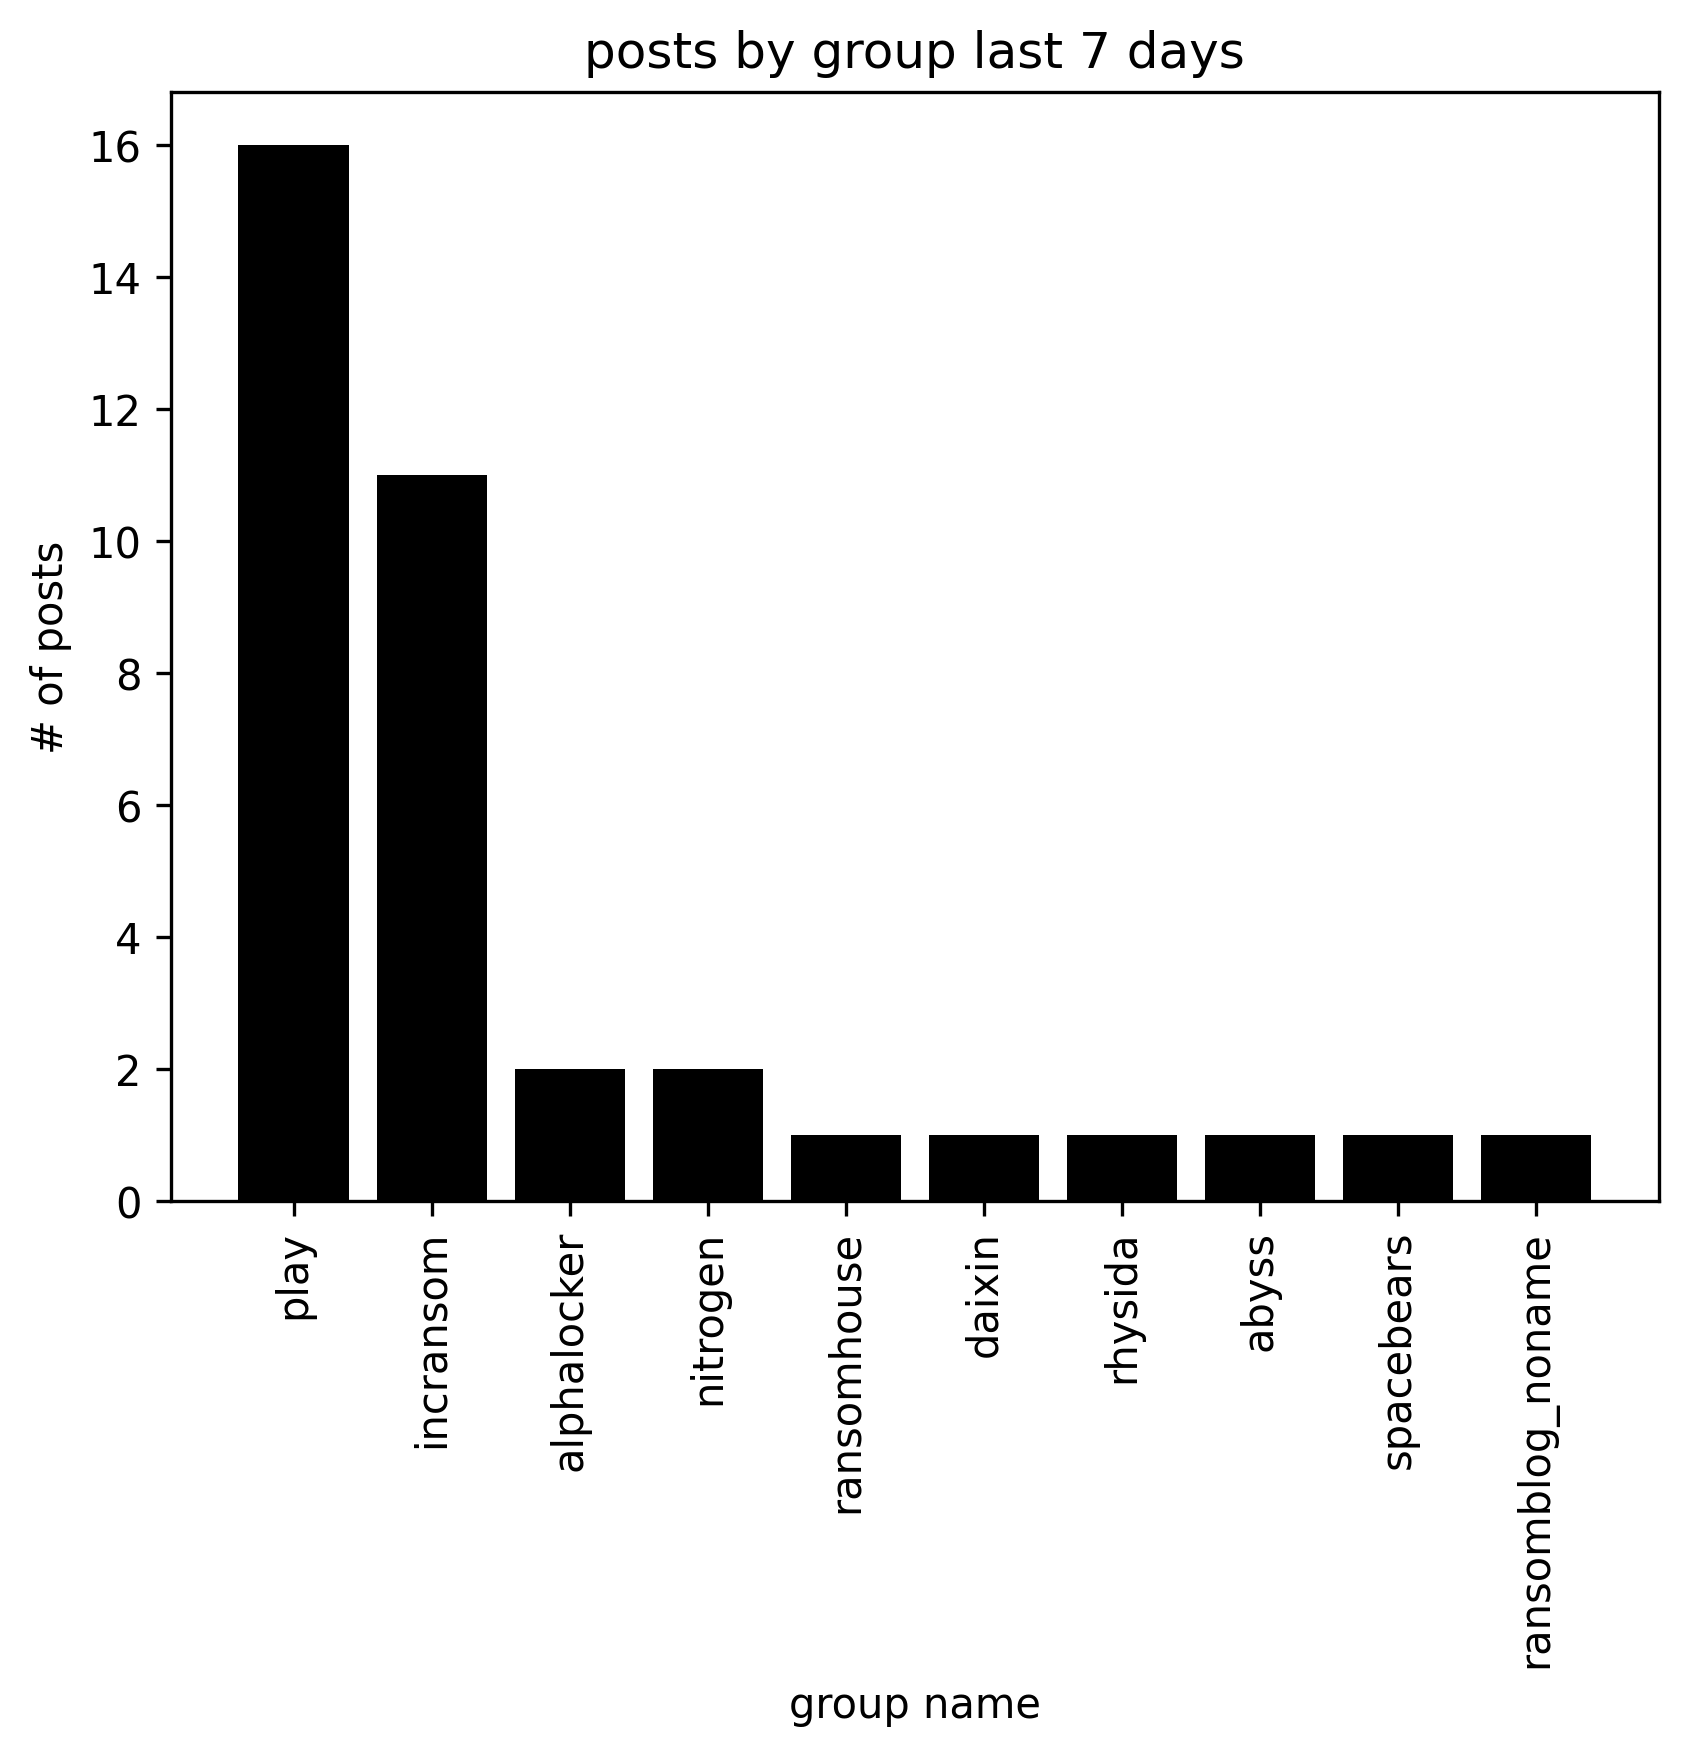 posts by group last 7 days
# of posts
16
14
12
10
8
6
4
2
0
play
incransom
alphalocker
nitrogen
ransomhouse
daixin
rhysida
abyss
spacebears
ransomblog_noname
group name